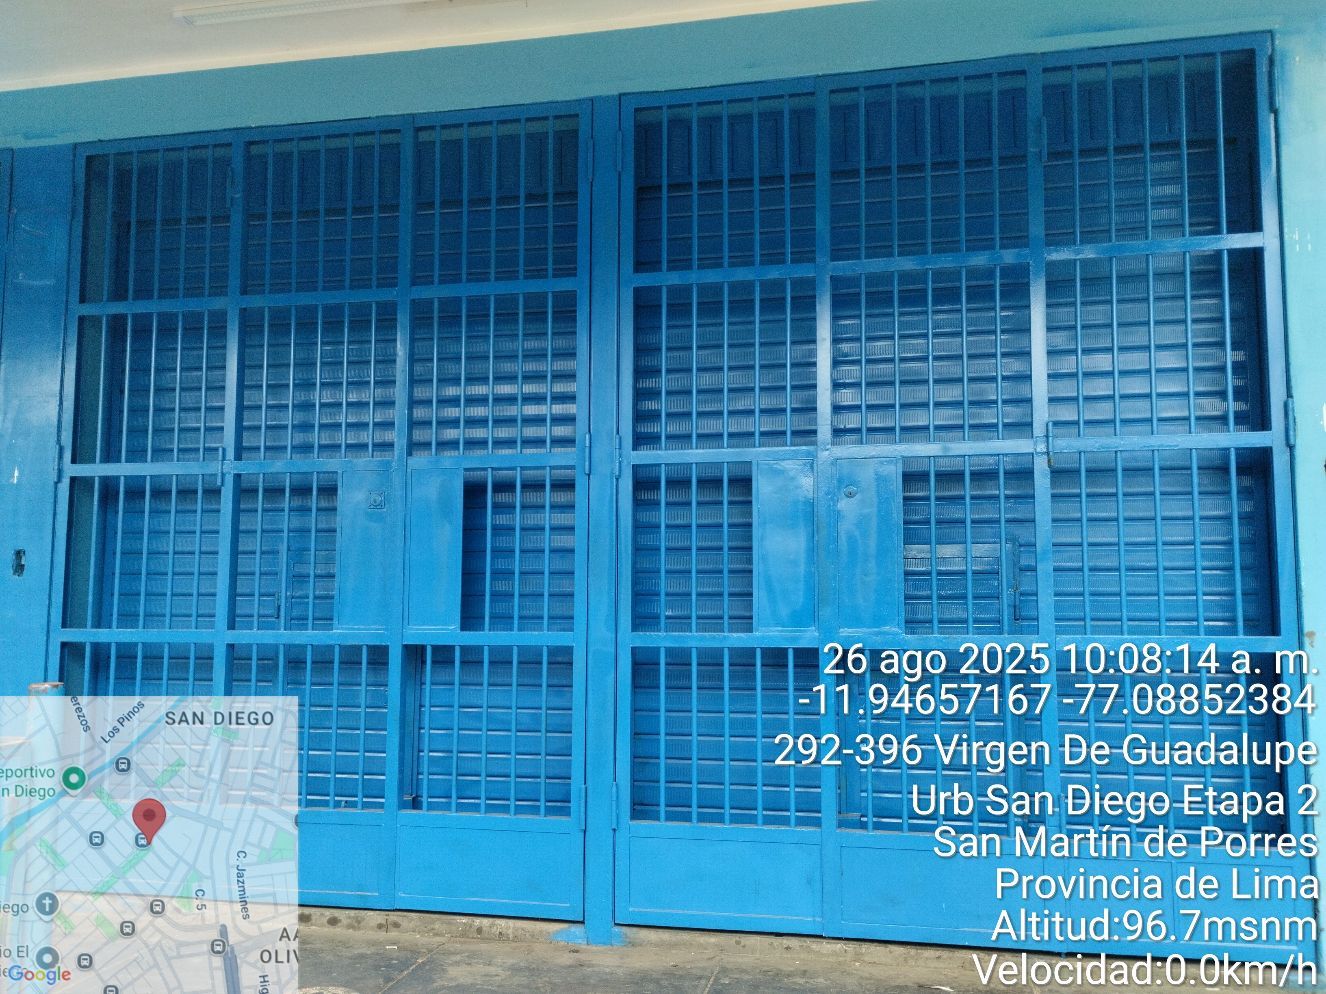 26 ago 2025 10:08:14 a. m.
-11.94657167 -77.08852384
292-396 Virgen De Guadalupe
Urb San Diego Etapa 2
San Martín de Porres
Provincia de Lima
Altitud:96.7msnm
Velocidad:0.0km/h
SAN DIEGO
Los Pinos
C. Jazmines
C. 5
Google